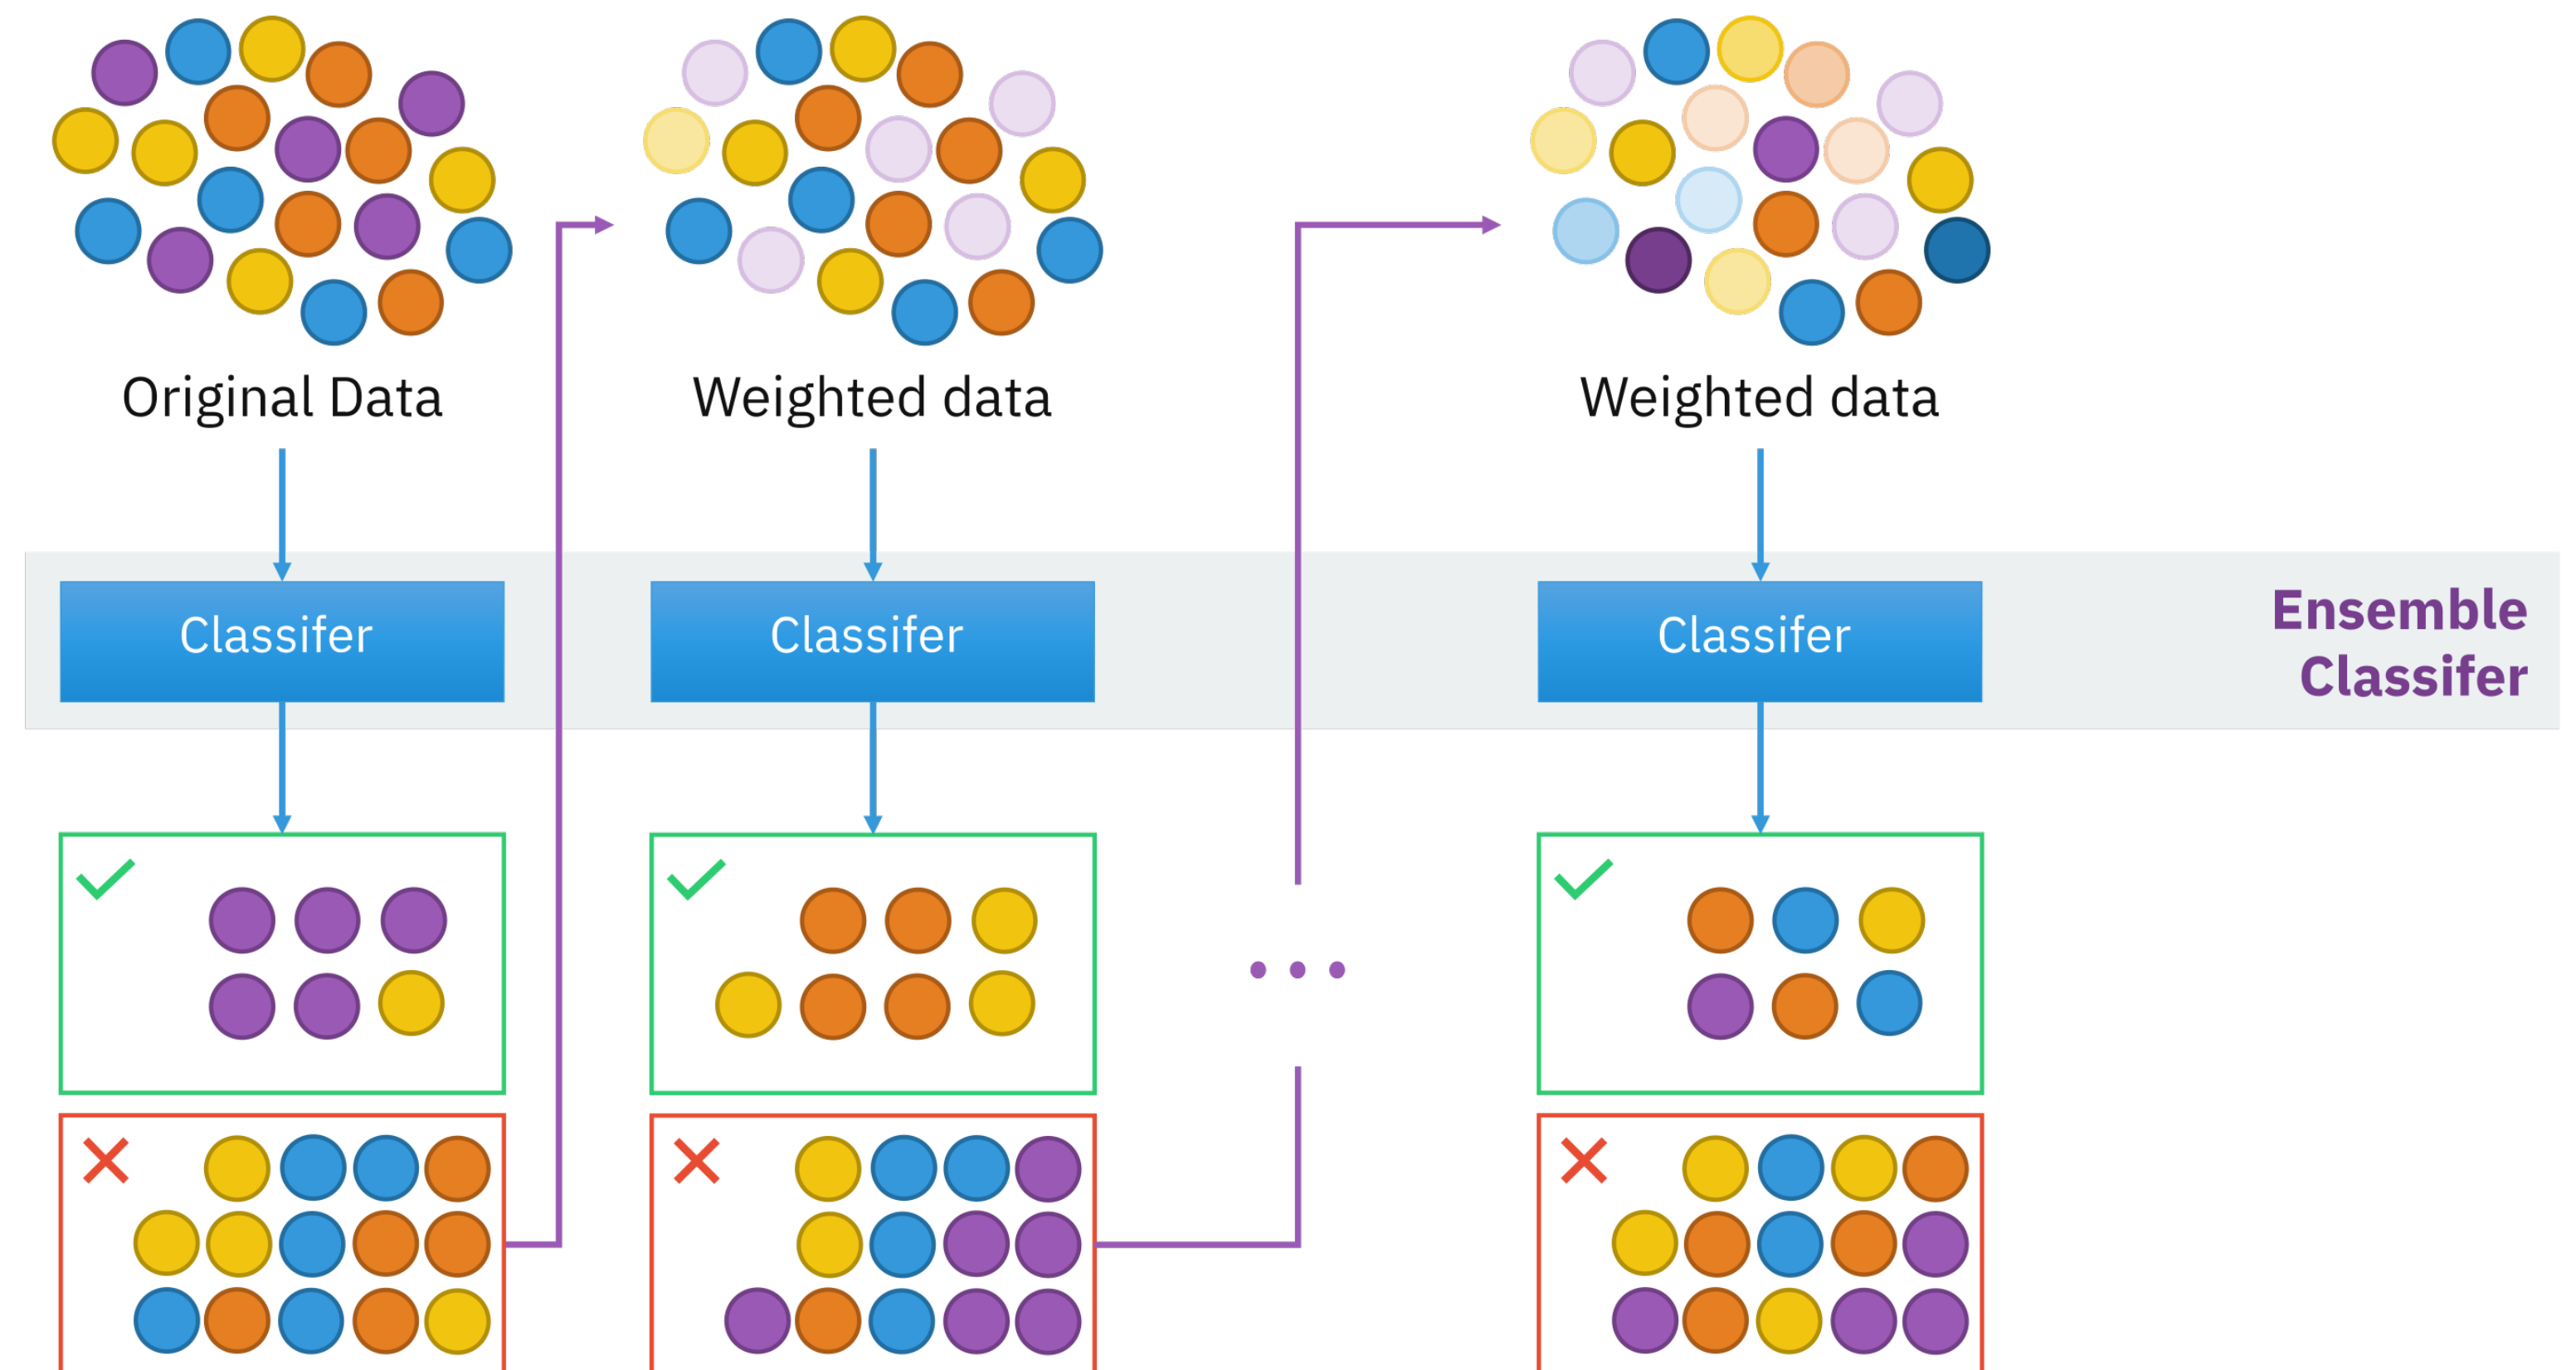 Original Data
Weighted data
Weighted data
Classifer
Classifer
Classifer
Ensemble
Classifer